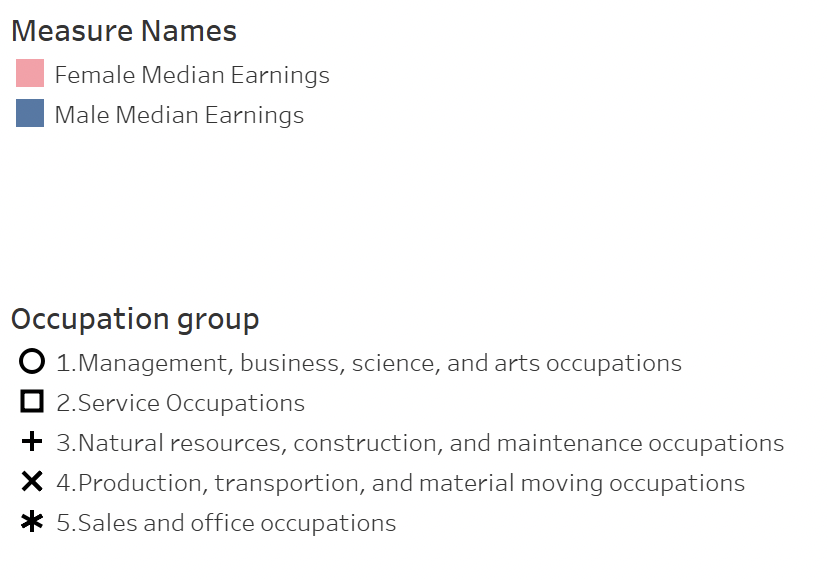 Measure Names
Female Median Earnings
Male Median Earnings
Occupation group
1.Management, business, science, and arts occupations
2.Service Occupations
3.Natural resources, construction, and maintenance occupations
4.Production, transportion, and material moving occupations
5.Sales and office occupations